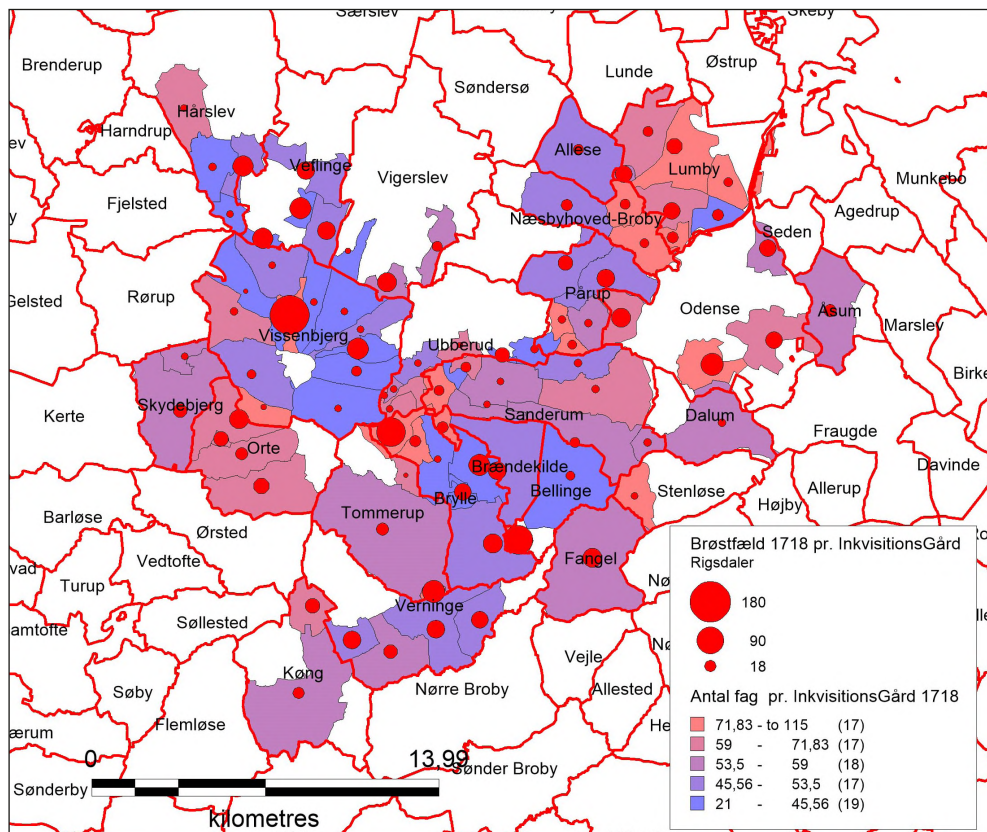 Særslev
Skeby
Brenderup
Lunde
Østrup
Søndersø
Hårslev
Harndrup
Allese
Veflinge
Lumby
Vigerslev
Munkebo
Fjelsted
Næsbyhoved-Broby
Agedrup
Seden
Gelsted
Rørup
Pårup
Odense
Åsum
Marslev
Vissenbjerg
Ubberud
Birke
Skydebjerg
Kerte
Sanderum
Dalum
Fraugde
Orte
Brændekilde
Davinde
Brylle
Bellinge
Stenløse
Allerup
Højby
Barløse
Ørsted
Tommerup
Fangel
Vedtofte
Turup
Verninge
Søllested
Køng
Vejle
Søby
Nørre Broby
Allested
Flemløse
Sønder Broby
Sønderby
0 13,99
kilometres
Brøstfæld 1718 pr. InkvisitionsGård
Rigsdaler
180
90
18
Antal fag pr. InkvisitionsGård 1718
71,83 - to 115 (17)
59 - 71,83 (17)
53,5 - 59 (18)
45,56 - 53,5 (17)
21 - 45,56 (19)